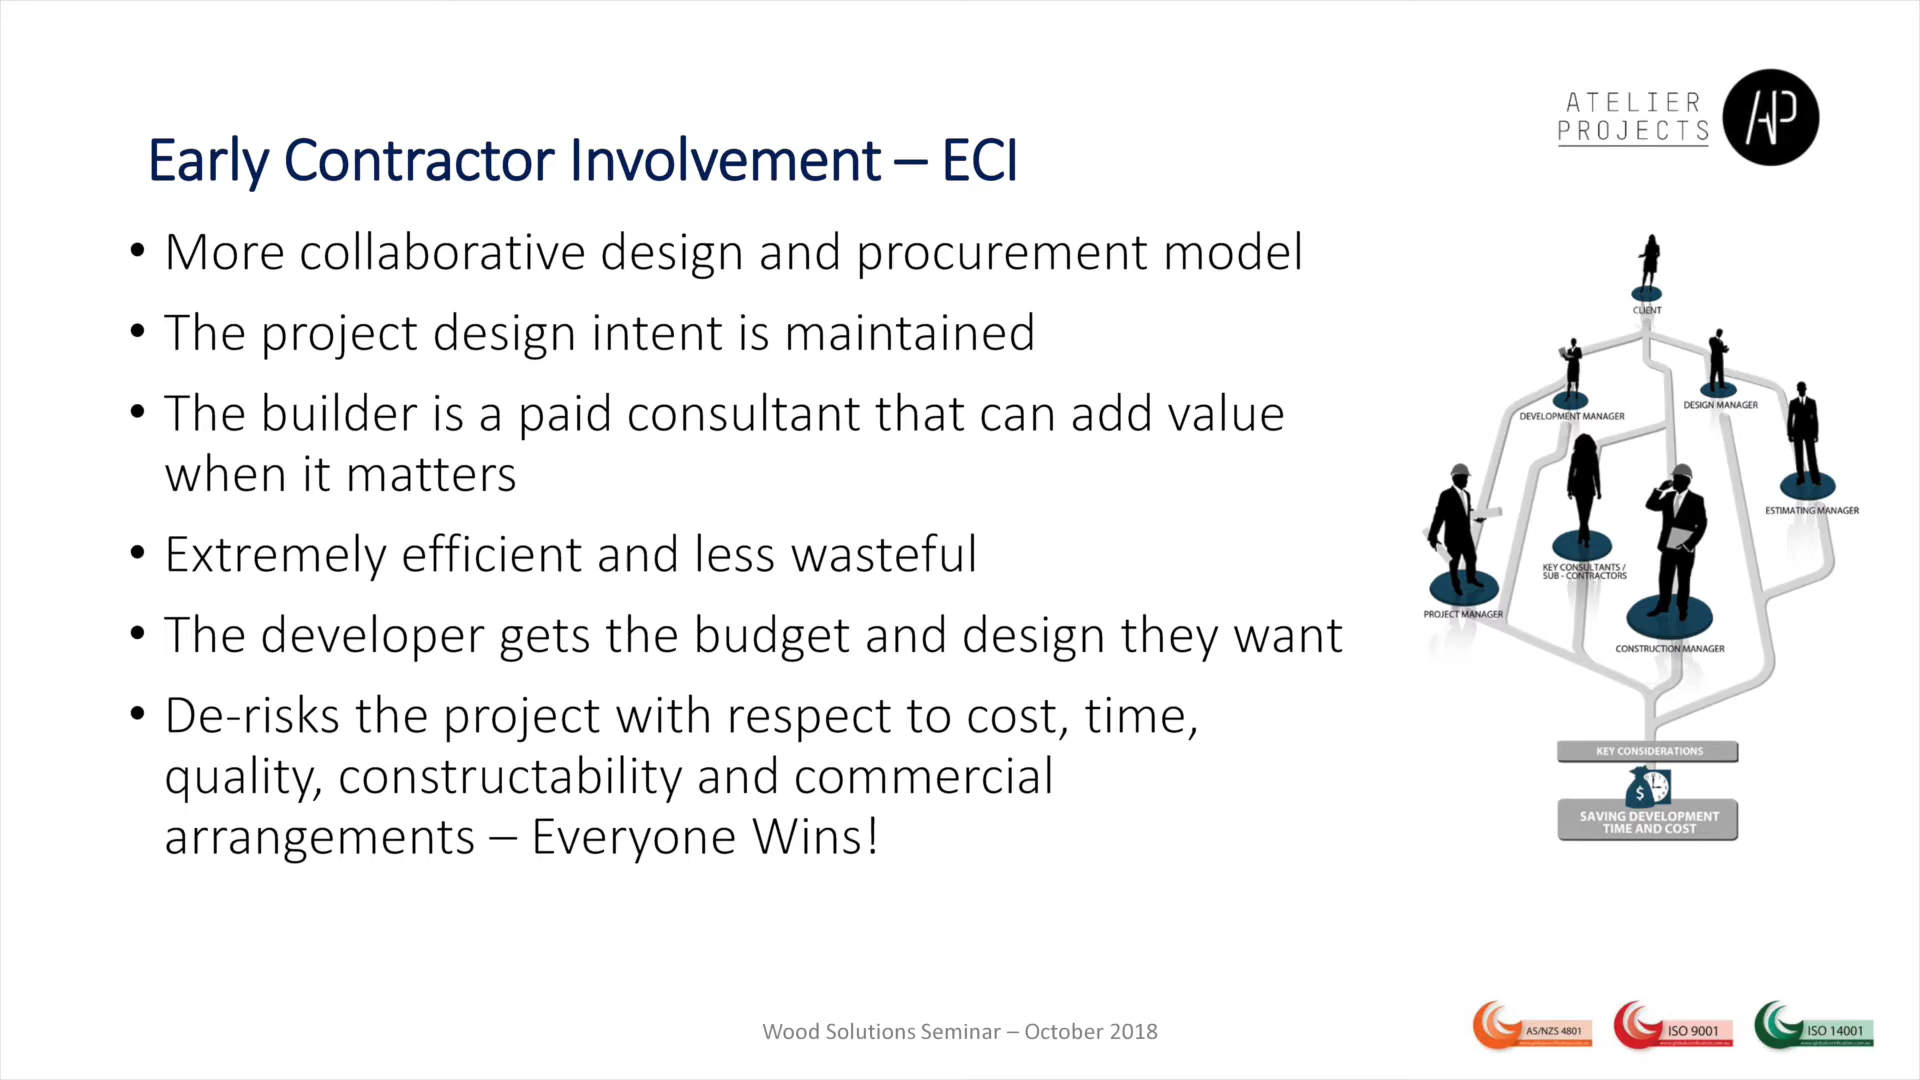 ATELIER
PROJECTS
AP
Early Contractor Involvement – ECI
• More collaborative design and procurement model
• The project design intent is maintained
• The builder is a paid consultant that can add value
when it matters
• Extremely efficient and less wasteful
• The developer gets the budget and design they want
• De-risks the project with respect to cost, time,
quality, constructability and commercial
arrangements – Everyone Wins!
CLIENT
DEVELOPMENT MANAGER
DESIGN MANAGER
ESTIMATING MANAGER
KEY CONSULTANTS /
SUB - CONTRACTORS
PROJECT MANAGER
CONSTRUCTION MANAGER
KEY CONSIDERATIONS
$
SAVING DEVELOPMENT
TIME AND COST
Wood Solutions Seminar – October 2018
AS/NZS 4801
ISO 9001
ISO 14001